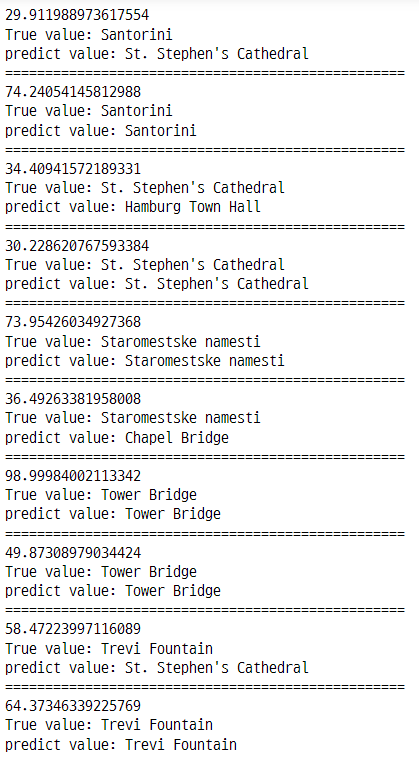 29.911988973617554
True value: Santorini
predict value: St. Stephen's Cathedral
==================================================
74.24054145812988
True value: Santorini
predict value: Santorini
==================================================
34.40941572189331
True value: St. Stephen's Cathedral
predict value: Hamburg Town Hall
==================================================
30.228620767593384
True value: St. Stephen's Cathedral
predict value: St. Stephen's Cathedral
==================================================
73.95426034927368
True value: Staromestske namesti
predict value: Staromestske namesti
==================================================
36.49263381958008
True value: Staromestske namesti
predict value: Chapel Bridge
==================================================
98.99984002113342
True value: Tower Bridge
predict value: Tower Bridge
==================================================
49.87308979034424
True value: Tower Bridge
predict value: Tower Bridge
==================================================
58.47223997116089
True value: Trevi Fountain
predict value: St. Stephen's Cathedral
==================================================
64.37346339225769
True value: Trevi Fountain
predict value: Trevi Fountain